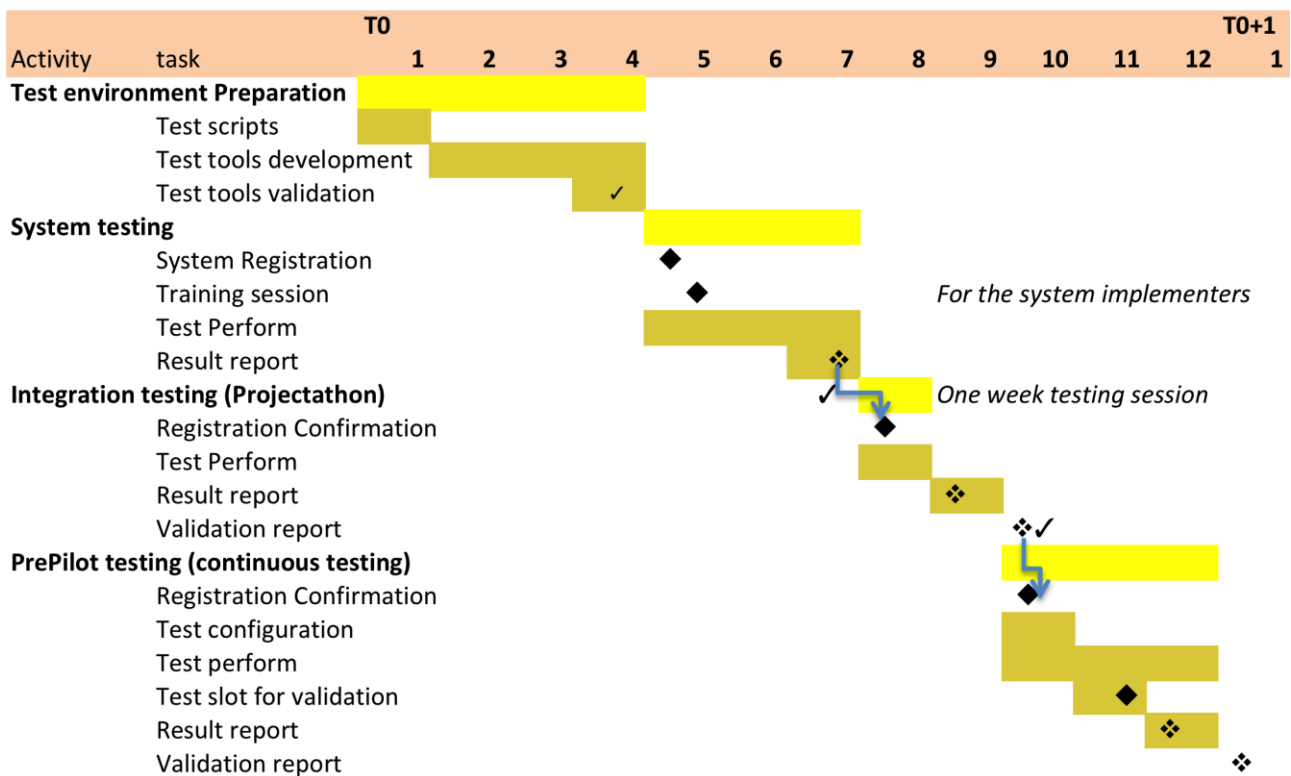 T0 T0+1
Activity task 1 2 3 4 5 6 7 8 9 10 11 12 1
Test environment Preparation
Test scripts
Test tools development
Test tools validation ✓
System testing
System Registration
Training session For the system implementers
Test Perform
Result report
Integration testing (Projectathon) ✓ One week testing session
Registration Confirmation
Test Perform
Result report
Validation report ✓
PrePilot testing (continuous testing)
Registration Confirmation
Test configuration
Test perform
Test slot for validation
Result report
Validation report